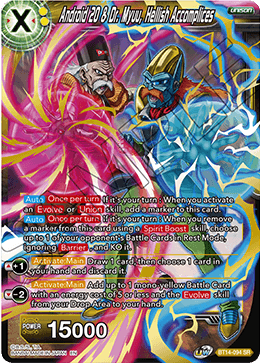 unison
X
Android 20 & Dr. Myuu, Hellish Accomplices
Auto Once per turn If it's your turn: When you activate
an Evolve or Union skill, add a marker to this card.
Auto Once per turn If it's your turn: When you remove
a marker from this card using a Spirit Boost skill, choose
up to 1 of your opponent's Battle Cards in Rest Mode,
ignoring Barrier, and KO it.
+1 Activate:Main Draw 1 card, then choose 1 card in
your hand and discard it.
-2 Activate:Main Add up to 1 mono-yellow Battle Card
with an energy cost of 5 or less and the Evolve skill
from your Drop Area to your hand.
POWER 15000
BT14-094 SR